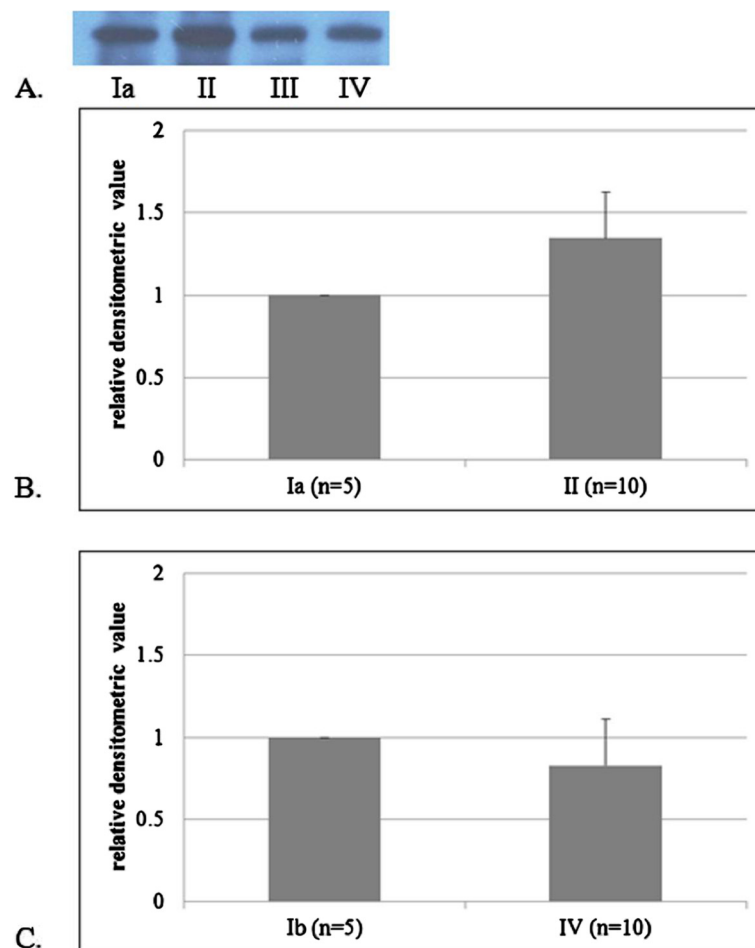 A. Ia II III IV
2
1.5
1
0.5
0
relative densitometric value
Ia (n=5) II (n=10)
B.
2
1.5
1
0.5
0
relative densitometric value
Ib (n=5) IV (n=10)
C.